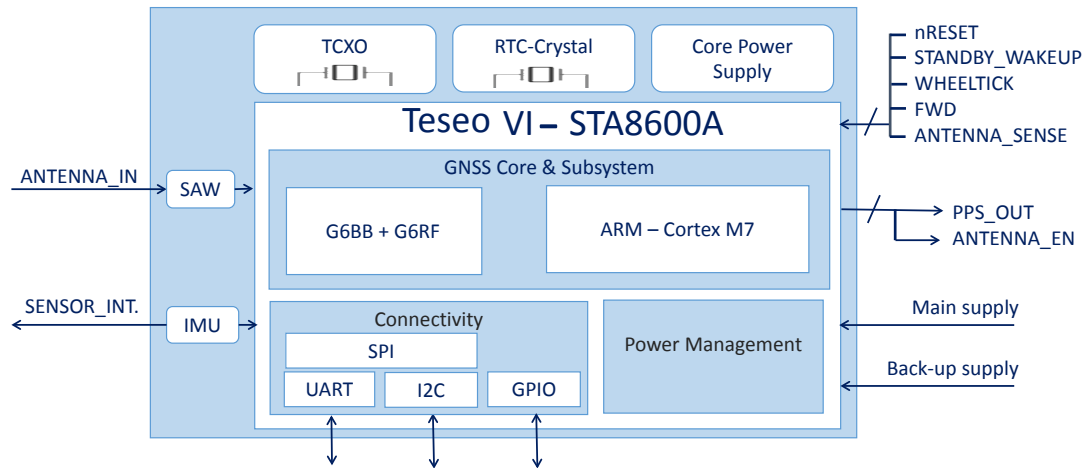 TCXO
RTC-Crystal
Core Power
Supply
nRESET
STANDBY_WAKEUP
WHEELTICK
FWD
ANTENNA_SENSE
Teseo VI – STA8600A
GNSS Core & Subsystem
ANTENNA_IN
SAW
G6BB + G6RF
ARM – Cortex M7
PPS_OUT
ANTENNA_EN
SENSOR_INT.
IMU
Connectivity
SPI
UART
I2C
GPIO
Power Management
Main supply
Back-up supply